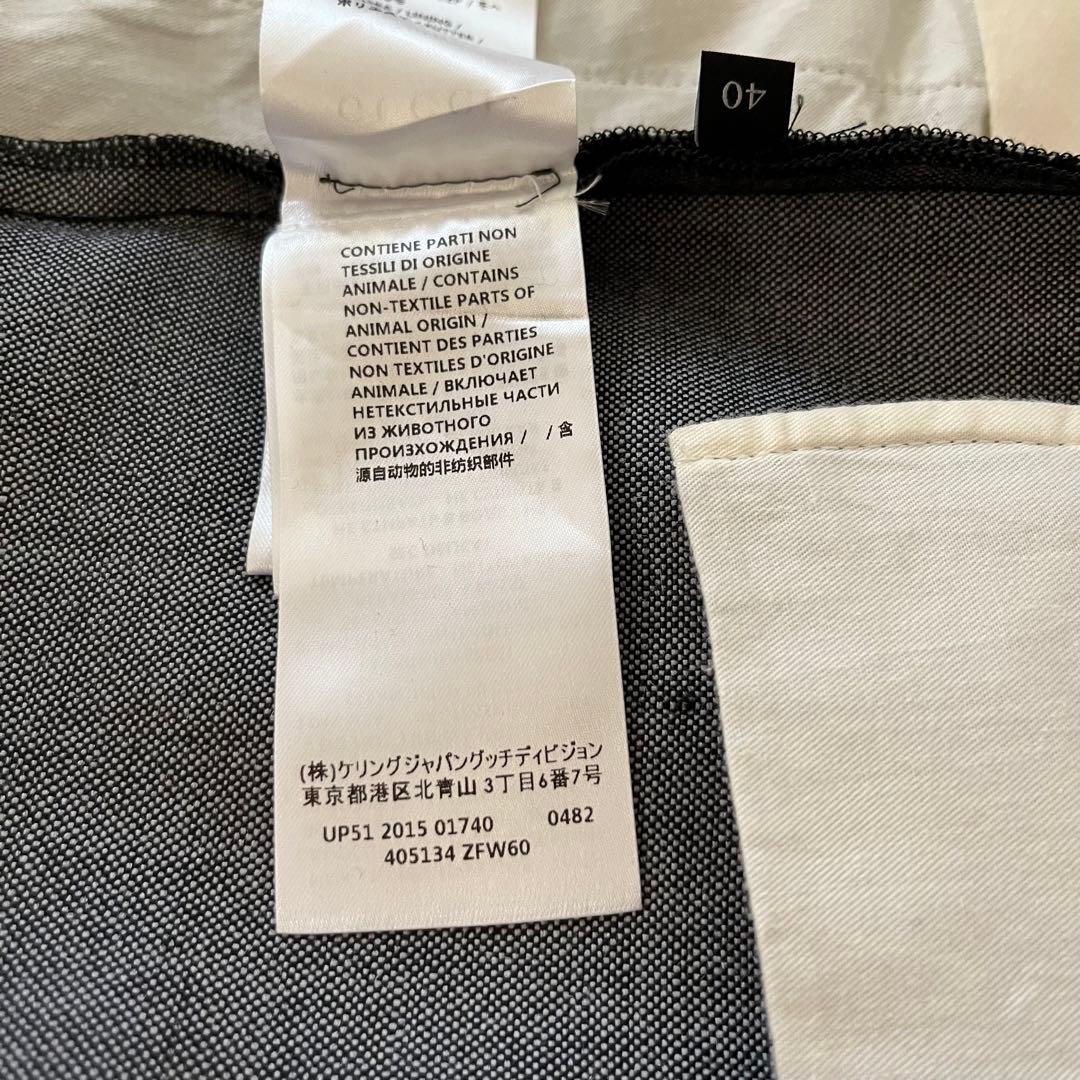 GUCCI
40
CONTIENE PARTI NON
TESSILI DI ORIGINE
ANIMALE / CONTAINS
NON-TEXTILE PARTS OF
ANIMAL ORIGIN /
CONTIENT DES PARTIES
NON TEXTILES D'ORIGINE
ANIMALE / ВКЛЮЧАЕТ
НЕТЕКСТИЛЬНЫЕ ЧАСТИ
ИЗ ЖИВОТНОГО
ПРОИЗХОЖДЕНИЯ / / 含
源自动物的非纺织部件
(株)ケリングジャパングッチディビジョン
東京都港区北青山 3丁目6番7号
UP51 2015 01740 0482
405134 ZFW60